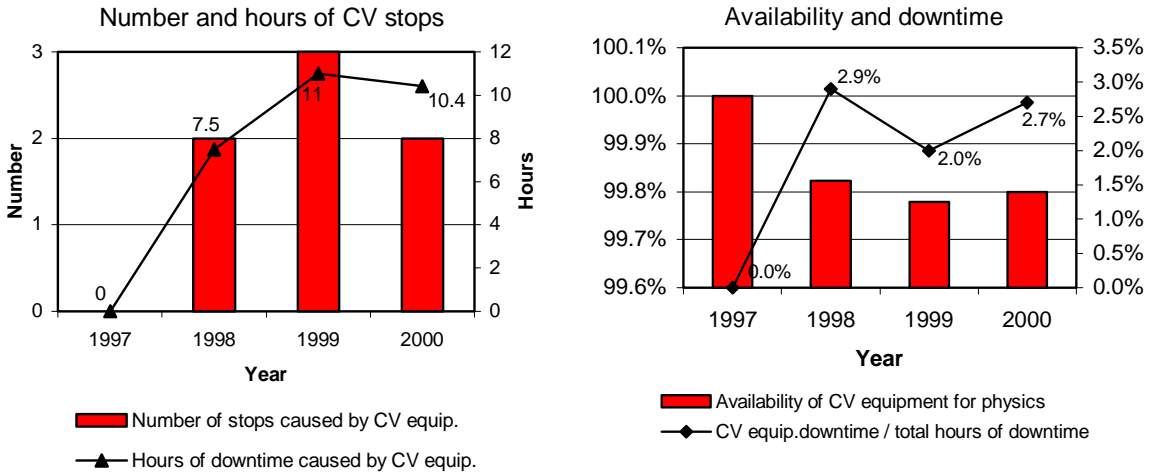 Number and hours of CV stops
3
2
1
0
Number
12
10
8
6
4
2
0
Hours
0
7.5
11
10.4
1997 1998 1999 2000
Year
Number of stops caused by CV equip.
Hours of downtime caused by CV equip.
Availability and downtime
100.1%
100.0%
99.9%
99.8%
99.7%
99.6%
3.5%
3.0%
2.5%
2.0%
1.5%
1.0%
0.5%
0.0%
0.0%
2.9%
2.0%
2.7%
1997 1998 1999 2000
Year
Availability of CV equipment for physics
CV equip.downtime / total hours of downtime